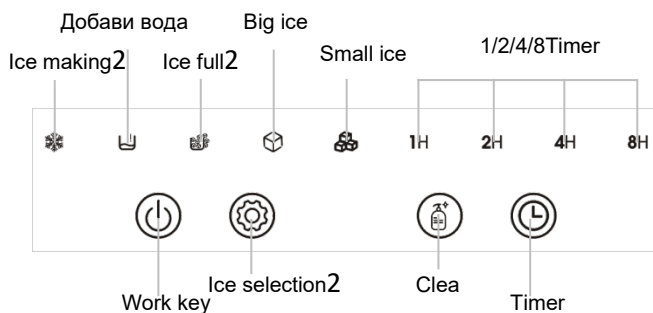 Добави вода
Big ice
1/2/4/8Timer
Ice making2
Ice full2
Small ice
1H
2H
4H
8H
Ice selection2
Clea
Work key
Timer